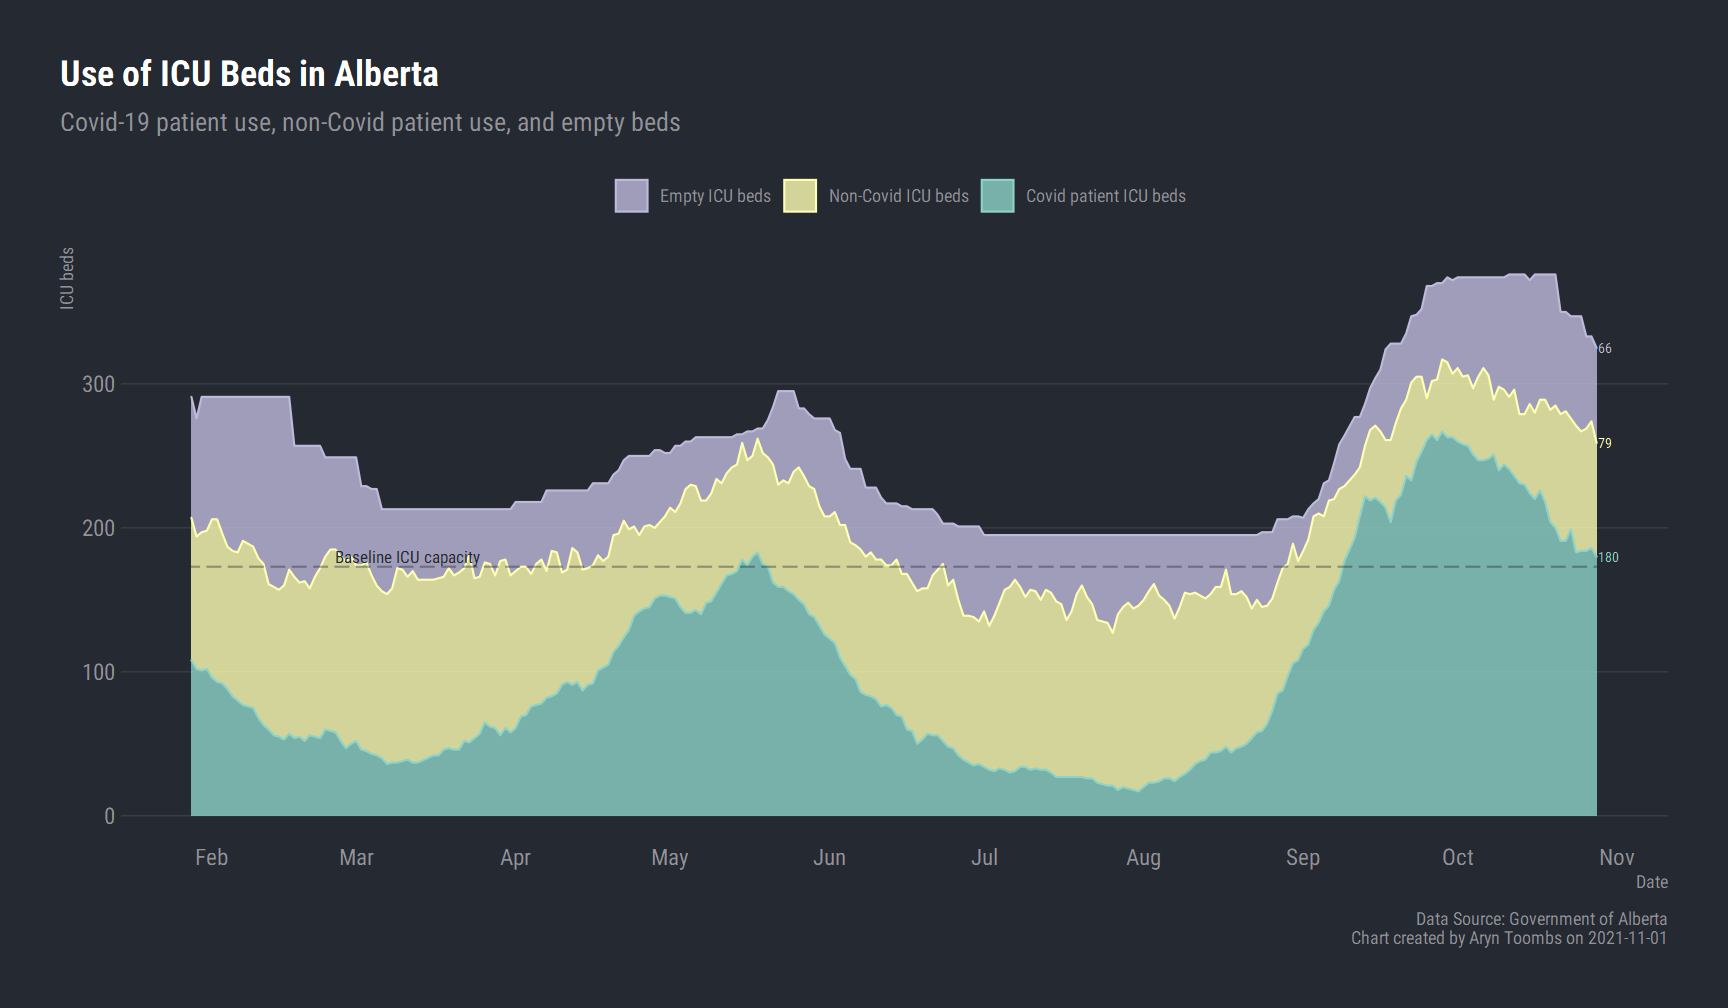 Use of ICU Beds in Alberta
Covid-19 patient use, non-Covid patient use, and empty beds
Empty ICU beds Non-Covid ICU beds Covid patient ICU beds
ICU beds
66
300
79
200
Baseline ICU capacity
180
100
0
Feb Mar Apr May Jun Jul Aug Sep Oct Nov
Date
Data Source: Government of Alberta
Chart created by Aryn Toombs on 2021-11-01